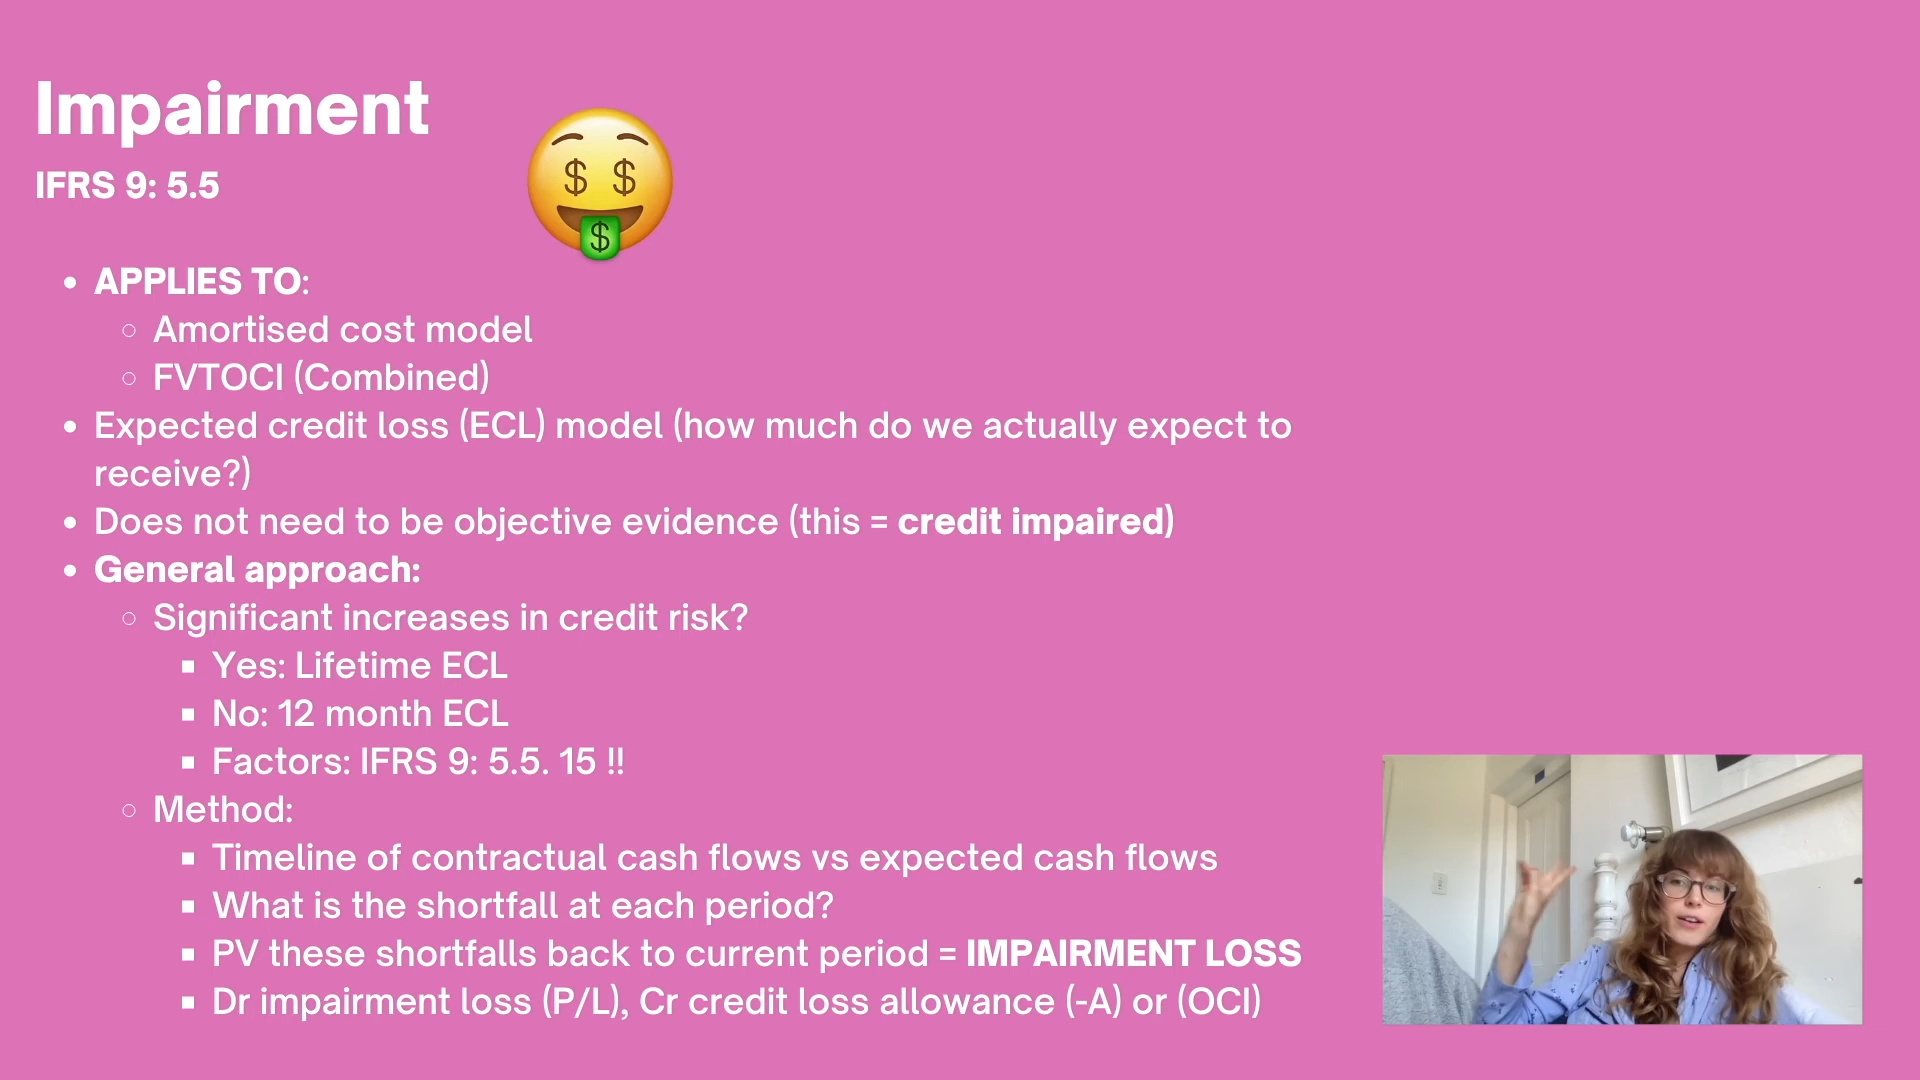 Impairment
IFRS 9: 5.5
$ $
$
• APPLIES TO:
○ Amortised cost model
○ FVTOCI (Combined)
• Expected credit loss (ECL) model (how much do we actually expect to
receive?)
• Does not need to be objective evidence (this = credit impaired)
• General approach:
○ Significant increases in credit risk?
▪ Yes: Lifetime ECL
▪ No: 12 month ECL
▪ Factors: IFRS 9: 5.5. 15 !!
○ Method:
▪ Timeline of contractual cash flows vs expected cash flows
▪ What is the shortfall at each period?
▪ PV these shortfalls back to current period = IMPAIRMENT LOSS
▪ Dr impairment loss (P/L), Cr credit loss allowance (-A) or (OCI)